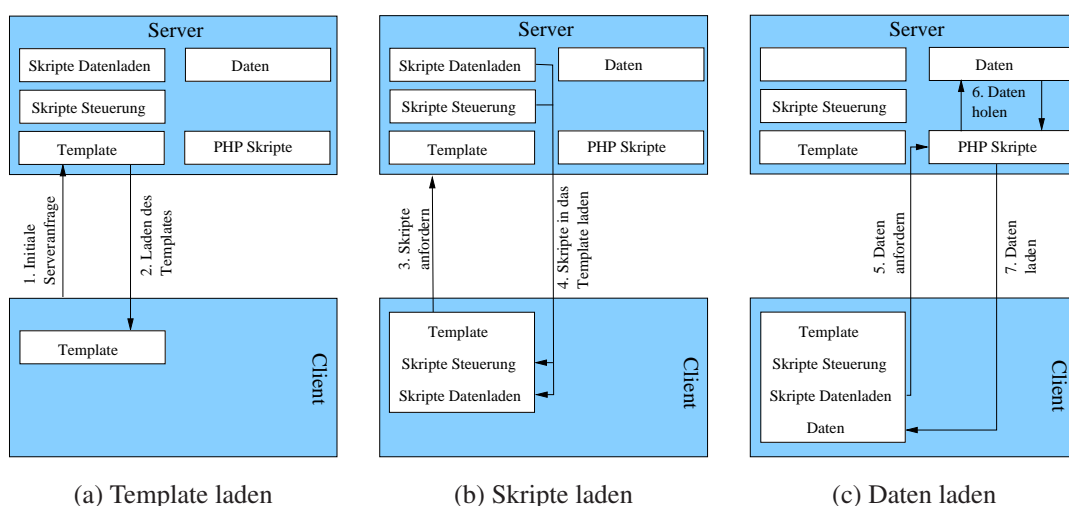 Server
Skripte Datenladen
Daten
Skripte Steuerung
Template
PHP Skripte
1. Initiale
Serveranfrage
2. Laden des
Templates
Template
Client
(a) Template laden
Server
Skripte Datenladen
Daten
Skripte Steuerung
Template
PHP Skripte
3. Skripte
anfordern
4. Skripte in das
Template laden
Template
Skripte Steuerung
Skripte Datenladen
Client
(b) Skripte laden
Server
Daten
6. Daten
holen
Skripte Steuerung
Template
PHP Skripte
5. Daten
anfordern
7. Daten
laden
Template
Skripte Steuerung
Skripte Datenladen
Daten
Client
(c) Daten laden